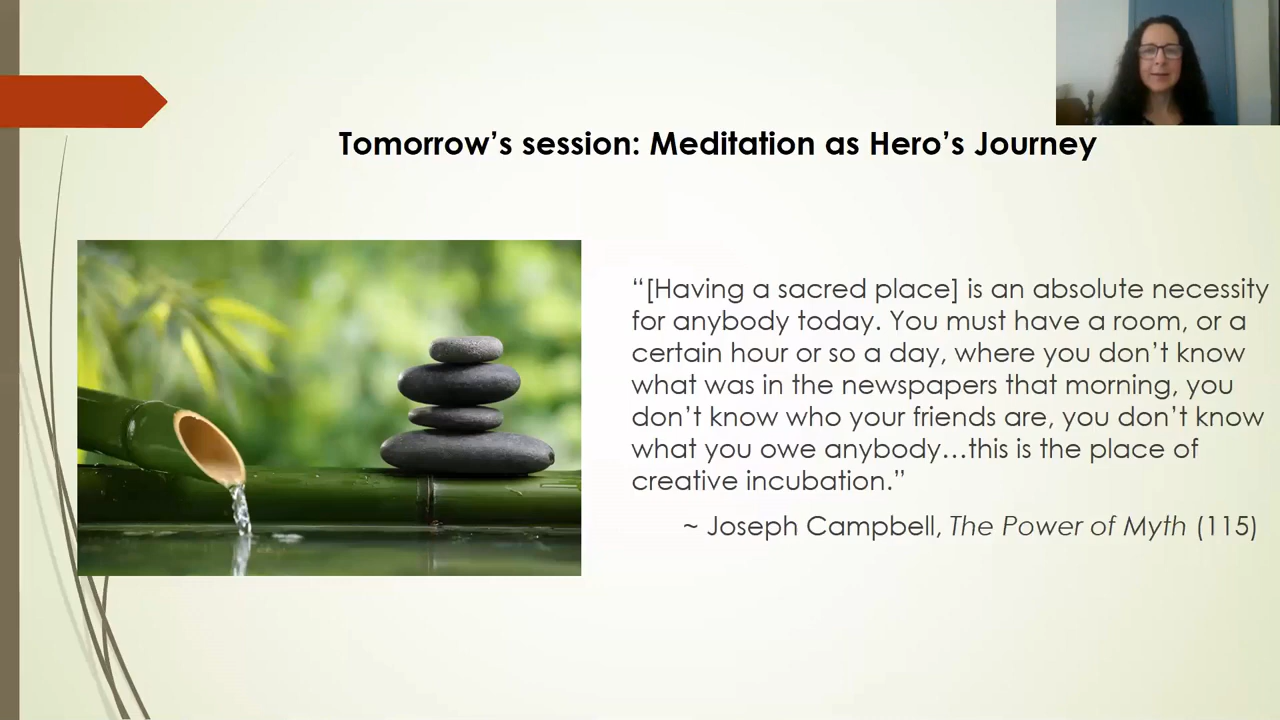 Tomorrow’s session: Meditation as Hero’s Journey
“[Having a sacred place] is an absolute necessity
for anybody today. You must have a room, or a
certain hour or so a day, where you don’t know
what was in the newspapers that morning, you
don’t know who your friends are, you don’t know
what you owe anybody…this is the place of
creative incubation.”
~ Joseph Campbell, The Power of Myth (115)